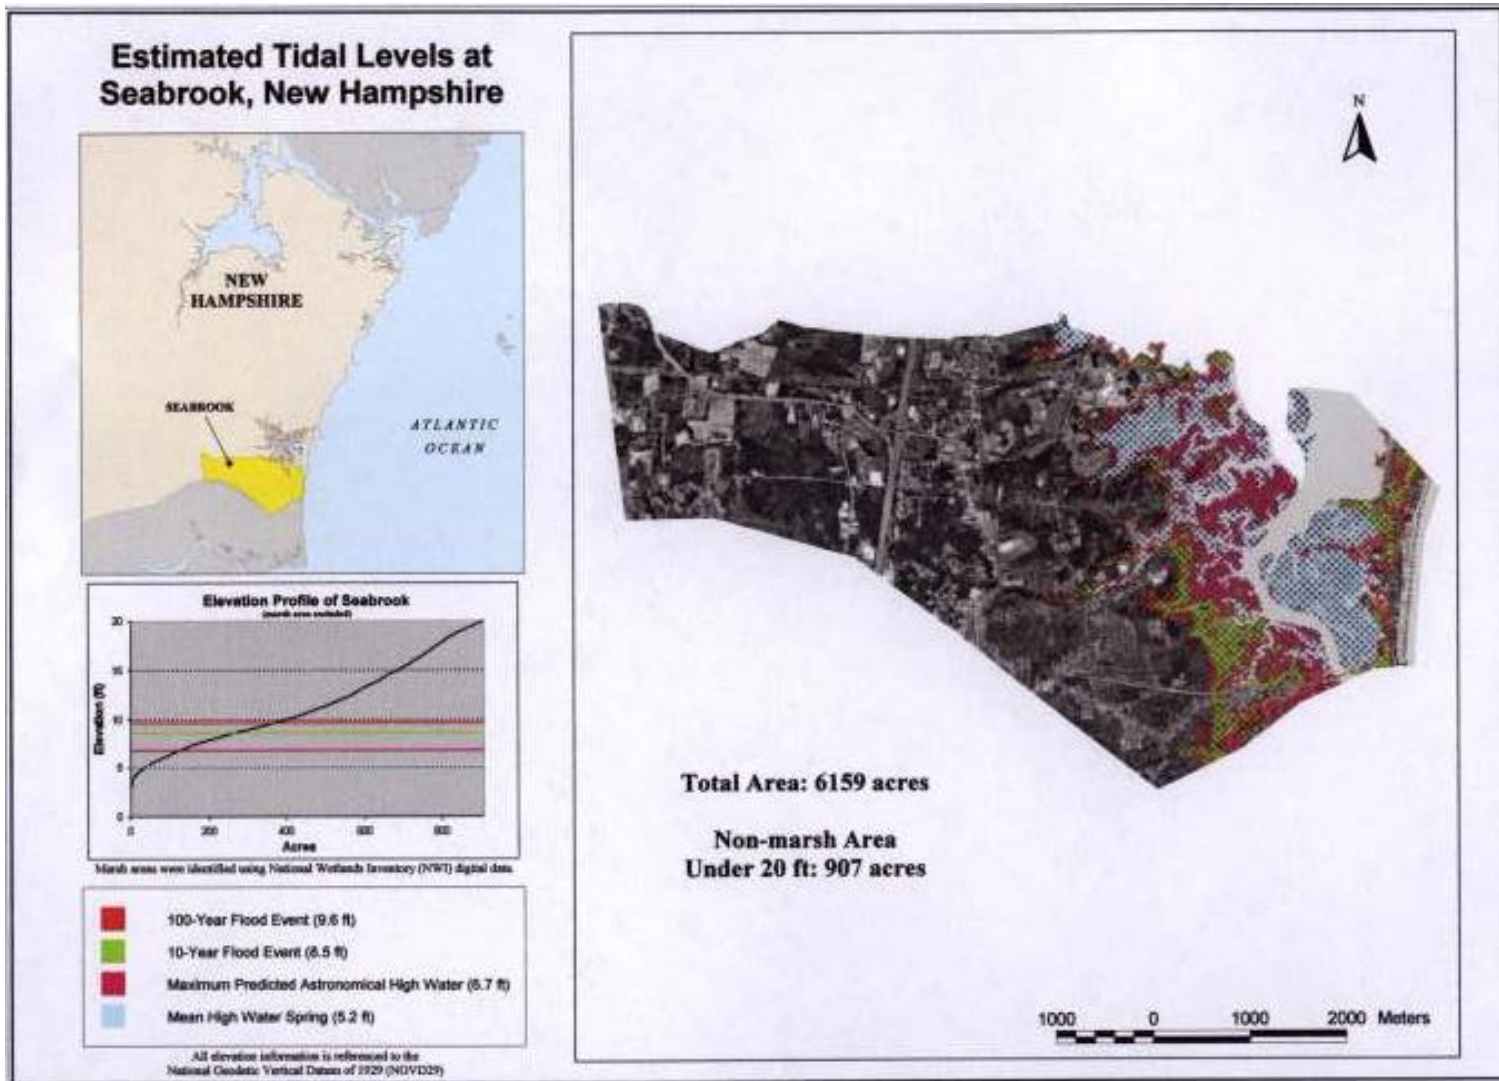 Estimated Tidal Levels at
Seabrook, New Hampshire
NEW
HAMPSHIRE
SEABROOK
ATLANTIC
OCEAN
Elevation Profile of Seabrook
(marsh area excluded)
Elevation (ft)
20
15
10
5
0
0
200
400
600
800
Acres
Marsh areas were identified using National Wetlands Inventory (NWI) digital data.
100-Year Flood Event (9.6 ft)
10-Year Flood Event (8.5 ft)
Maximum Predicted Astronomical High Water (6.7 ft)
Mean High Water Spring (5.2 ft)
All elevation information is referenced to the
National Geodetic Vertical Datum of 1929 (NGVD29)
N
Total Area: 6159 acres
Non-marsh Area
Under 20 ft: 907 acres
1000
0
1000
2000
Meters